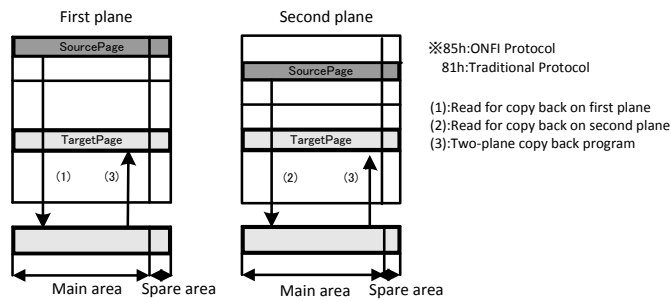 First plane
Second plane
SourcePage
SourcePage
TargetPage
TargetPage
(1)
(3)
(2)
(3)
Main area
Spare area
Main area
Spare area
※85h:ONFI Protocol
81h:Traditional Protocol
(1):Read for copy back on first plane
(2):Read for copy back on second plane
(3):Two-plane copy back program